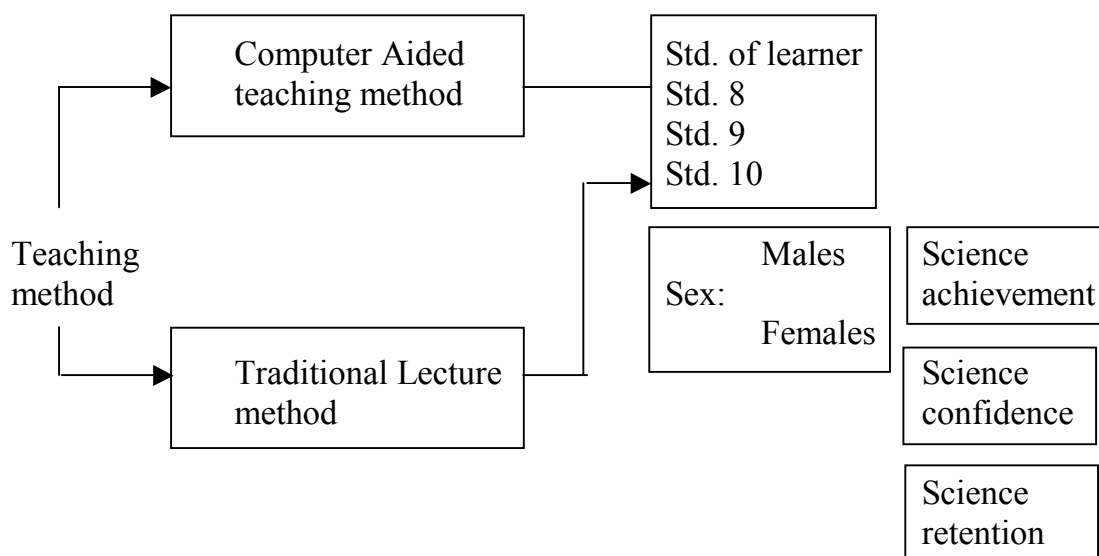 Computer Aided
teaching method
Std. of learner
Std. 8
Std. 9
Std. 10
Teaching
method
Males
Sex:
Females
Science
achievement
Traditional Lecture
method
Science
confidence
Science
retention